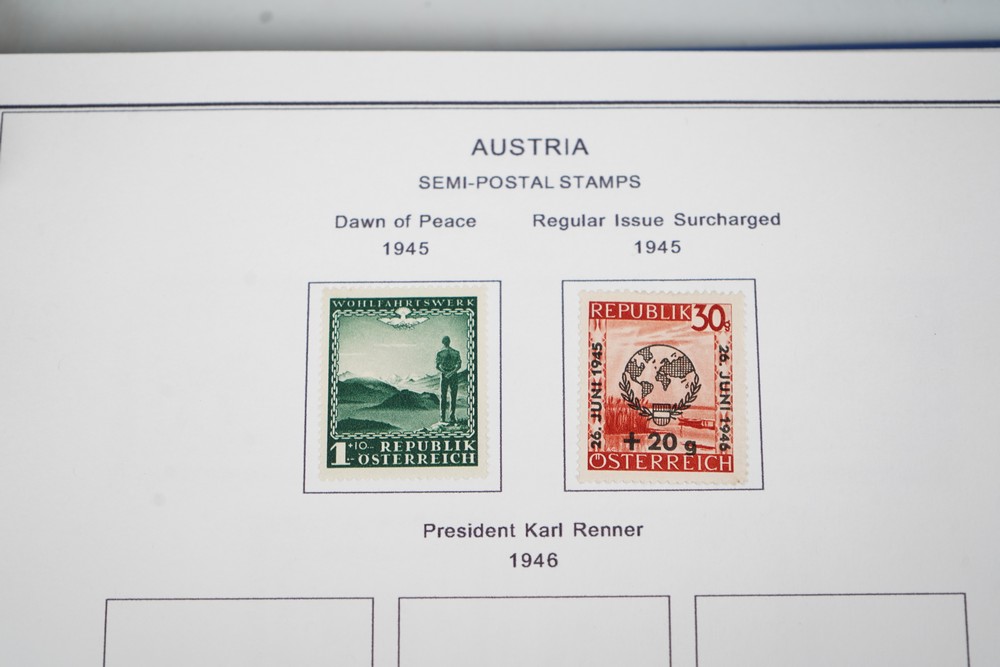 AUSTRIA
SEMI-POSTAL STAMPS
Dawn of Peace
1945
Regular Issue Surcharged
1945
WOHLFAHRTSWERK
1 +10
REPUBLIK
ÖSTERREICH
REPUBLIK 30
26. JUNI 1945
26. JUNI 1946
+ 20 g
ÖSTERREICH
President Karl Renner
1946